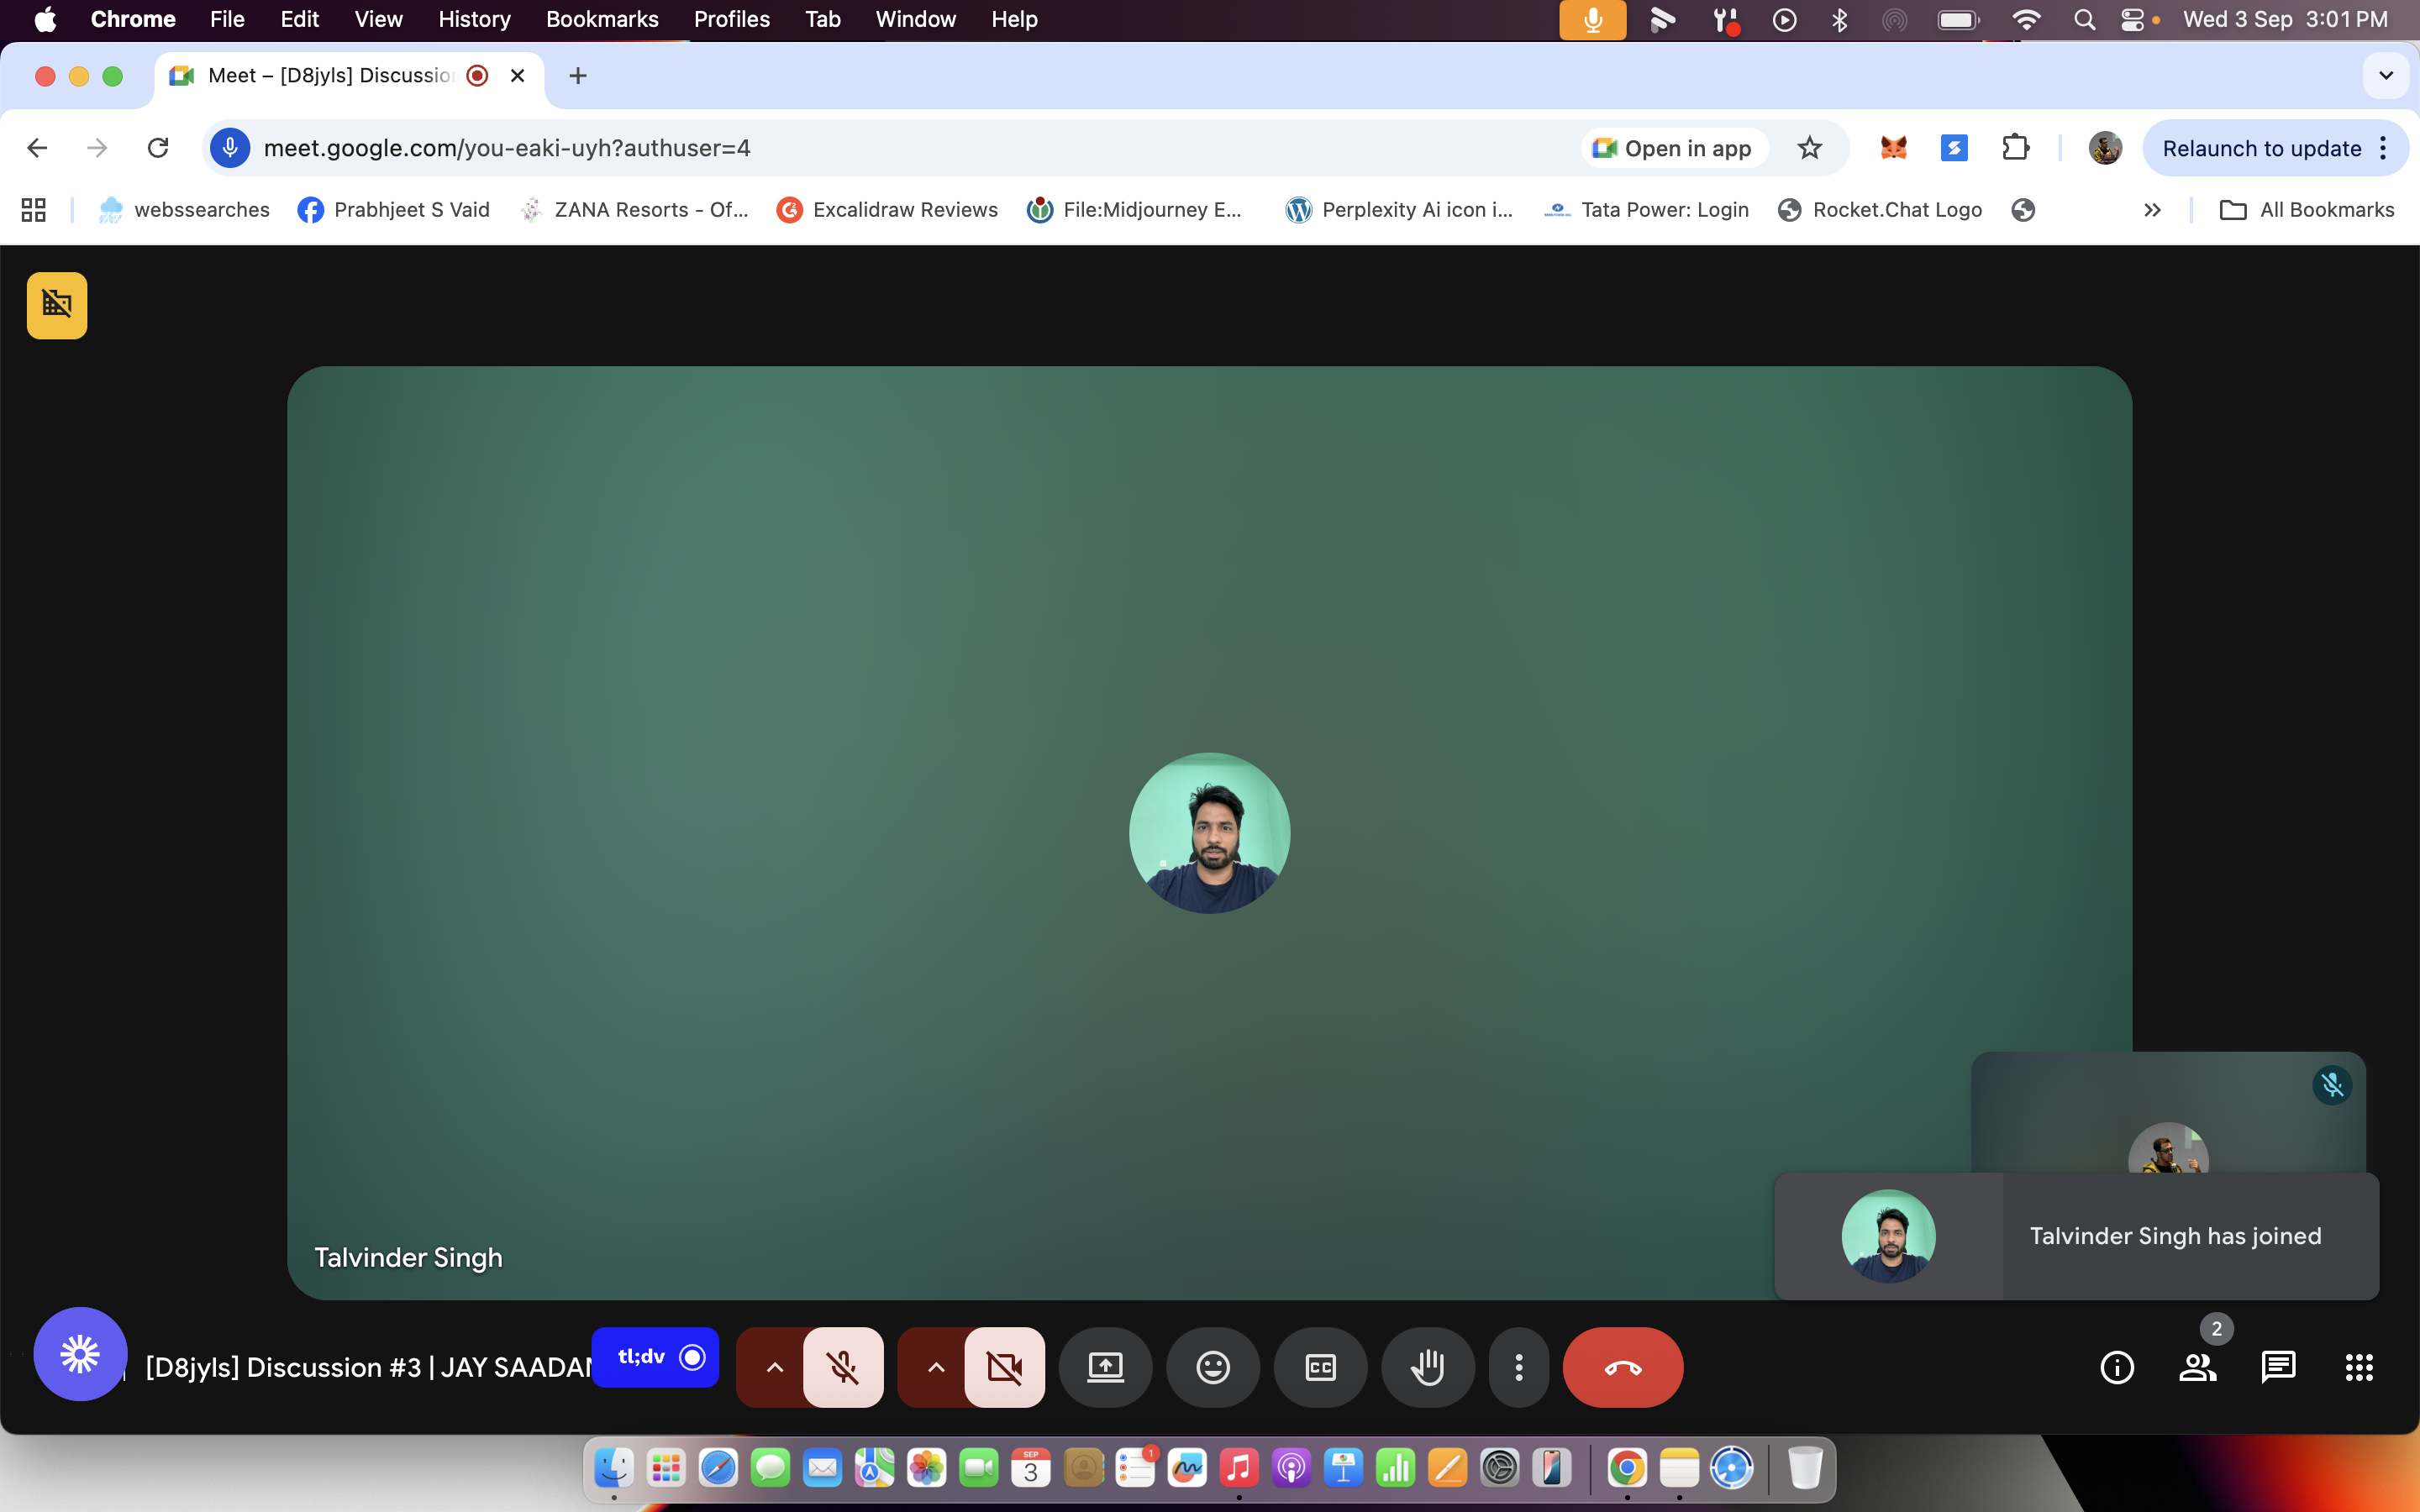 Chrome File Edit View History Bookmarks Profiles Tab Window Help Wed 3 Sep 3:01 PM
Meet – [D8jyls] Discussion
meet.google.com/you-eaki-uyh?authuser=4 Open in app Relaunch to update
webssearches Prabhjeet S Vaid ZANA Resorts - Of... Excalidraw Reviews File:Midjourney E... Perplexity Ai icon i... Tata Power: Login Rocket.Chat Logo All Bookmarks
Talvinder Singh has joined
Talvinder Singh
2
[D8jyls] Discussion #3 | JAY SAADAN
tl;dv
CC
SEP
3
1